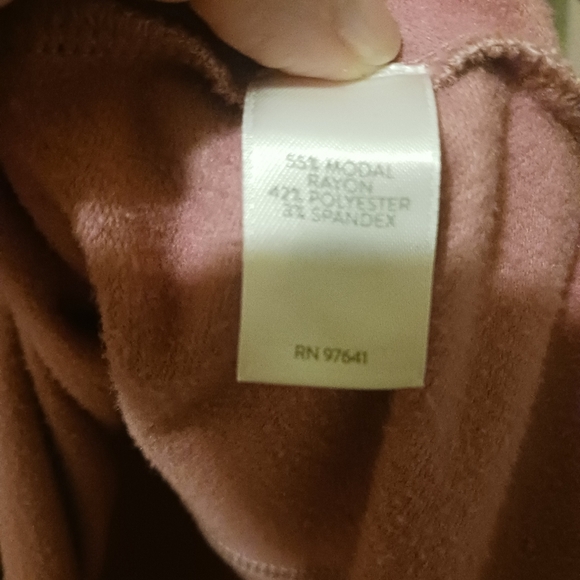 55% MODAL
RAYON
42% POLYESTER
3% SPANDEX
RN 97641